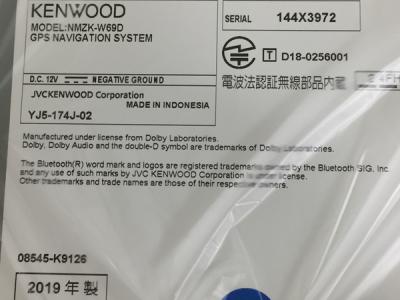 KENWOOD
MODEL:NMZK-W69D
GPS NAVIGATION SYSTEM
SERIAL 144X3972
T D18-0256001
電波法認証無線部品内蔵
D.C. 12V NEGATIVE GROUND
JVCKENWOOD Corporation
MADE IN INDONESIA
YJ5-174J-02
Manufactured under license from Dolby Laboratories.
Dolby, Dolby Audio and the double-D symbol are trademarks of Dolby Laboratories.
The Bluetooth(R) word mark and logos are registered trademarks owned by the Bluetooth SIG, Inc.
and any use of such marks by JVC KENWOOD Corporation is under license.
Other trademarks and trade names are those of their respective owners.
08545-K9126
2019年製